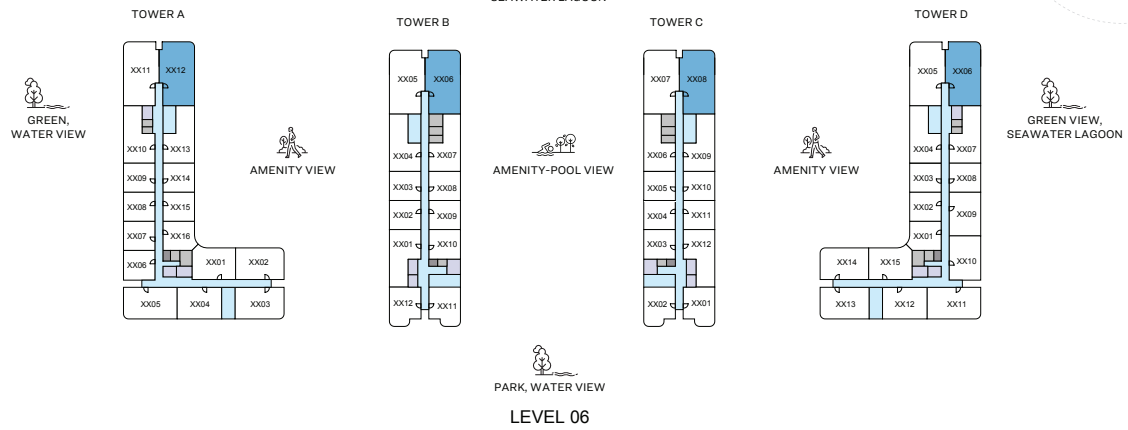 SEAWATER LAGOON
TOWER A
TOWER B
TOWER C
TOWER D
XX11
XX12
XX10
XX13
XX09
XX14
XX08
XX15
XX07
XX16
XX06
XX01
XX02
XX05
XX04
XX03
XX05
XX06
XX04
XX07
XX03
XX08
XX02
XX09
XX01
XX10
XX12
XX11
XX07
XX08
XX06
XX09
XX05
XX10
XX04
XX11
XX03
XX12
XX02
XX01
XX05
XX06
XX04
XX07
XX03
XX08
XX02
XX09
XX01
XX10
XX14
XX15
XX13
XX12
XX11
GREEN,
WATER VIEW
AMENITY VIEW
AMENITY-POOL VIEW
AMENITY VIEW
GREEN VIEW,
SEAWATER LAGOON
PARK, WATER VIEW
LEVEL 06